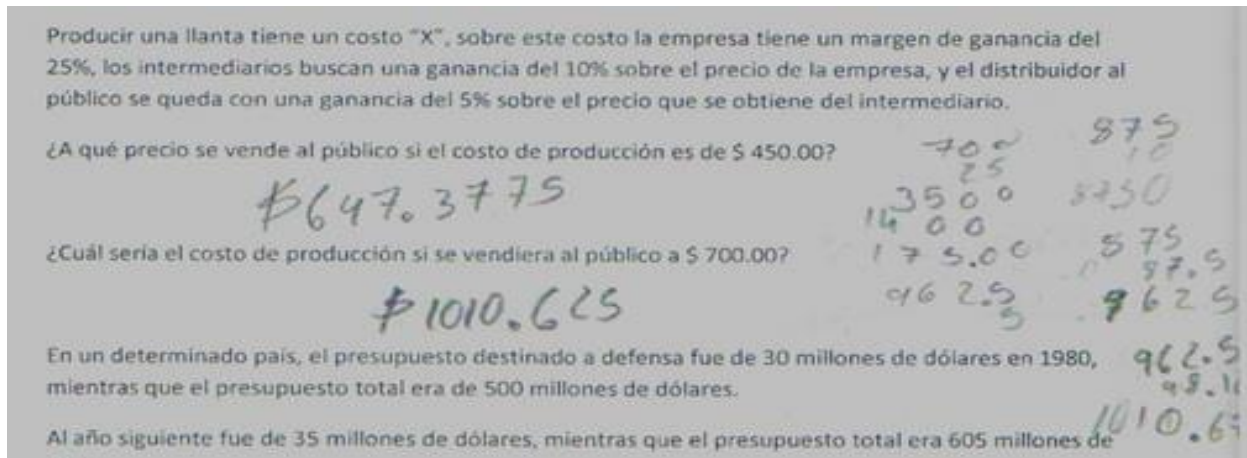 Producir una llanta tiene un costo "X", sobre este costo la empresa tiene un margen de ganancia del
25%, los intermediarios buscan una ganancia del 10% sobre el precio de la empresa, y el distribuidor al
público se queda con una ganancia del 5% sobre el precio que se obtiene del intermediario.
¿A qué precio se vende al público si el costo de producción es de $ 450.00?
$647.3775
¿Cuál sería el costo de producción si se vendiera al público a $ 700.00?
$1010.625
700
25
3500
1400
175.00
962.5
5
875
10
8750
875
87.5
9625
962.5
1010.6
En un determinado país, el presupuesto destinado a defensa fue de 30 millones de dólares en 1980,
mientras que el presupuesto total era de 500 millones de dólares.
Al año siguiente fue de 35 millones de dólares, mientras que el presupuesto total era 605 millones de